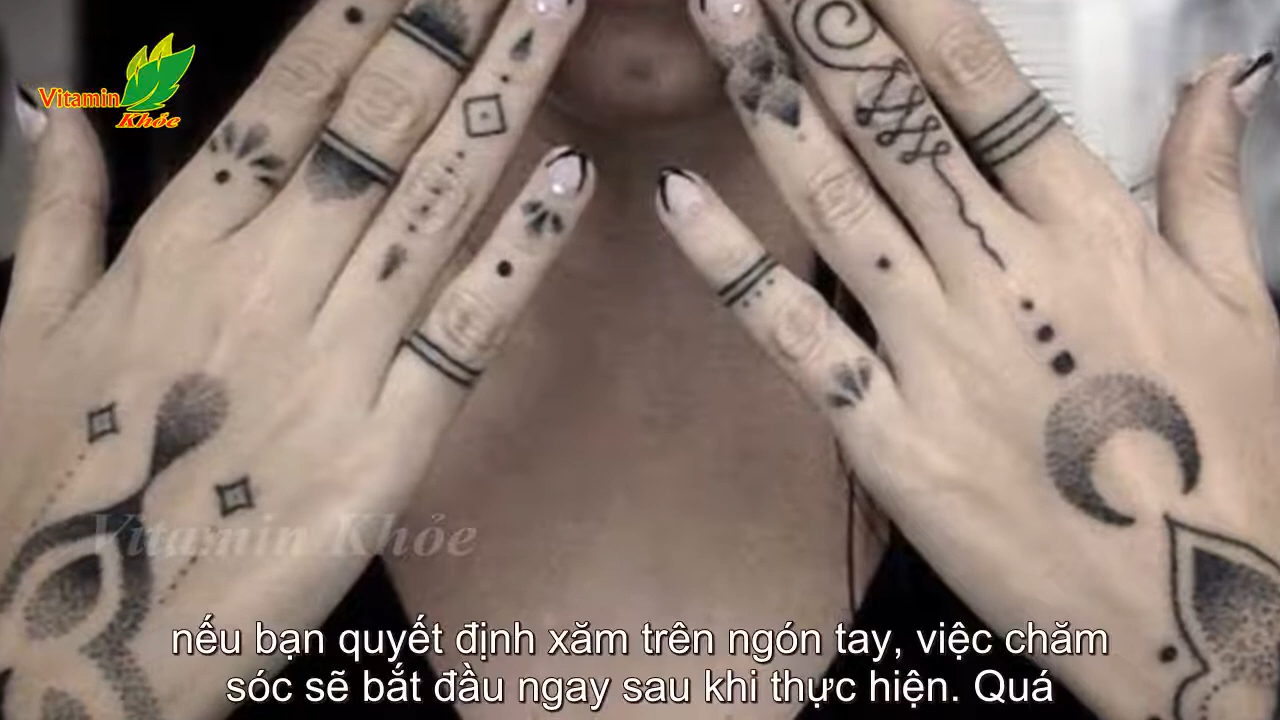 Vitamin
Khỏe
Vitamin Khỏe
nếu bạn quyết định xăm trên ngón tay, việc chăm
sóc sẽ bắt đầu ngay sau khi thực hiện. Quá